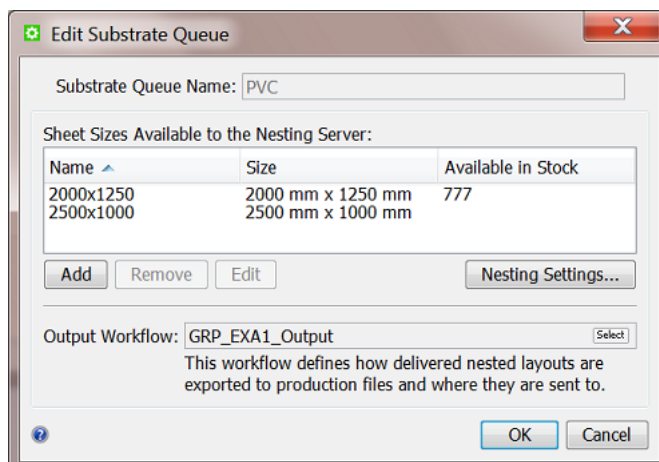 Edit Substrate Queue
Substrate Queue Name: PVC
Sheet Sizes Available to the Nesting Server:
Name Size Available in Stock
2000x1250 2000 mm x 1250 mm 777
2500x1000 2500 mm x 1000 mm
Add Remove Edit Nesting Settings...
Output Workflow: GRP_EXA1_Output Select
This workflow defines how delivered nested layouts are
exported to production files and where they are sent to.
? OK Cancel